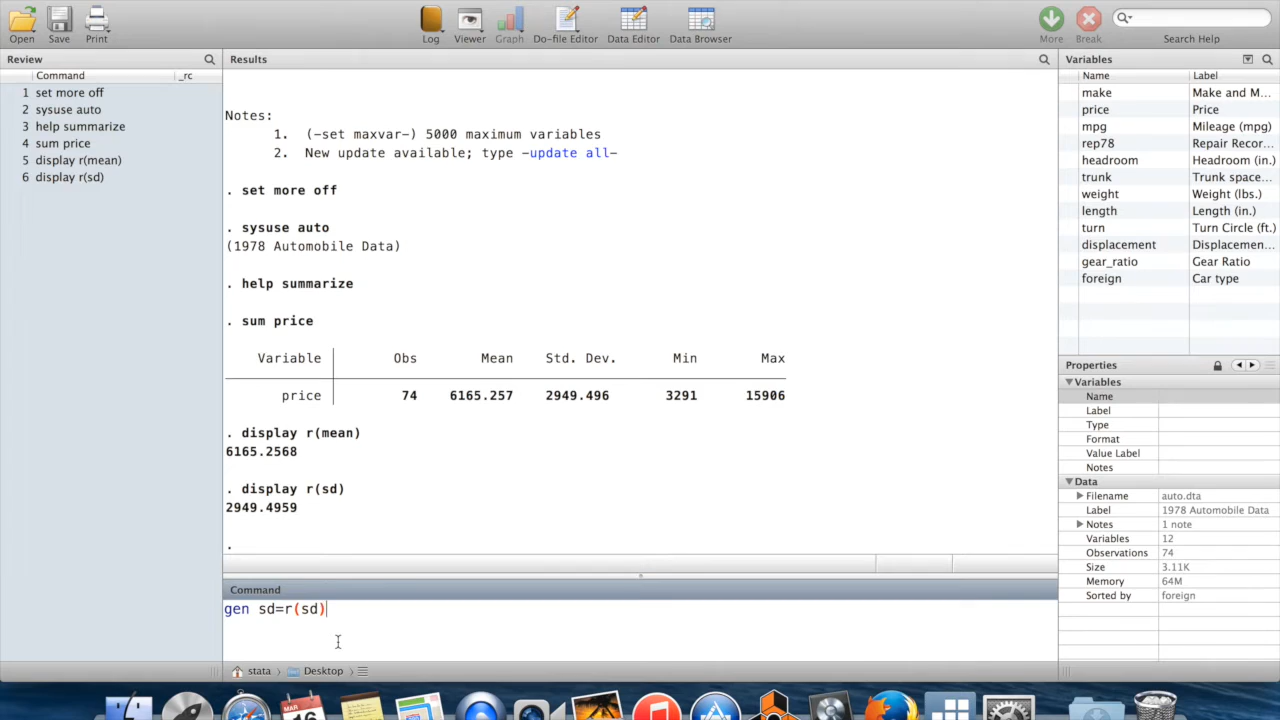 Open Save Print Log Viewer Graph Do-file Editor Data Editor Data Browser More Break Search Help
Review
Command _rc
1 set more off
2 sysuse auto
3 help summarize
4 sum price
5 display r(mean)
6 display r(sd)
Results
Notes:
1. (-set maxvar-) 5000 maximum variables
2. New update available; type -update all-
. set more off
. sysuse auto
(1978 Automobile Data)
. help summarize
. sum price
Variable Obs Mean Std. Dev. Min Max
price 74 6165.257 2949.496 3291 15906
. display r(mean)
6165.2568
. display r(sd)
2949.4959
.
Command
gen sd=r(sd)
stata Desktop
Variables
Name Label
make Make and M...
price Price
mpg Mileage (mpg)
rep78 Repair Recor...
headroom Headroom (in.)
trunk Trunk space...
weight Weight (lbs.)
length Length (in.)
turn Turn Circle (ft.)
displacement Displacemen...
gear_ratio Gear Ratio
foreign Car type
Properties
Variables
Name
Label
Type
Format
Value Label
Notes
Data
Filename auto.dta
Label 1978 Automobile Data
Notes 1 note
Variables 12
Observations 74
Size 3.11K
Memory 64M
Sorted by foreign
MAR
16